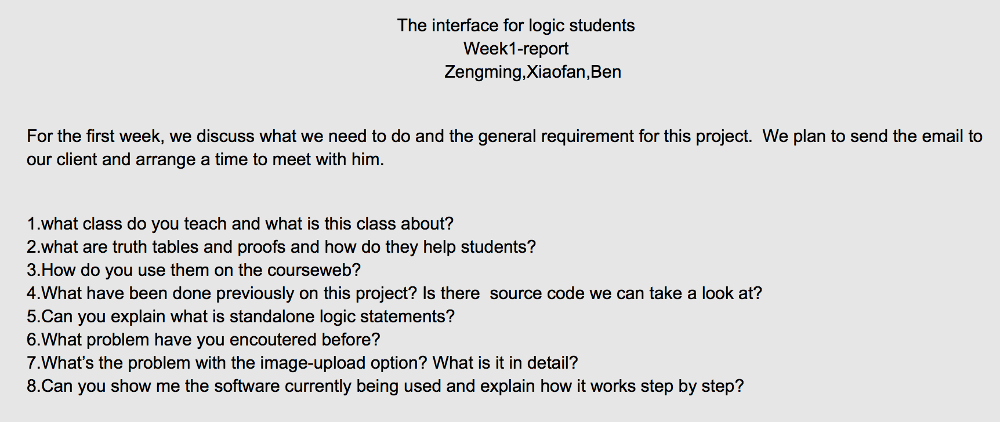 The interface for logic students
Week1-report
Zengming,Xiaofan,Ben
For the first week, we discuss what we need to do and the general requirement for this project.  We plan to send the email to
our client and arrange a time to meet with him.
1.what class do you teach and what is this class about?
2.what are truth tables and proofs and how do they help students?
3.How do you use them on the courseweb?
4.What have been done previously on this project? Is there  source code we can take a look at?
5.Can you explain what is standalone logic statements?
6.What problem have you encoutered before?
7.What’s the problem with the image-upload option? What is it in detail?
8.Can you show me the software currently being used and explain how it works step by step?